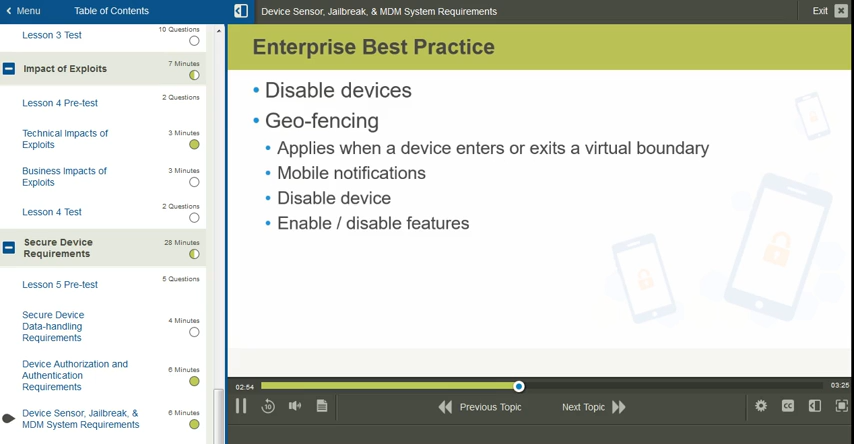 Menu
Table of Contents
Device Sensor, Jailbreak, & MDM System Requirements
Exit
Lesson 3 Test
10 Questions
Impact of Exploits
7 Minutes
Lesson 4 Pre-test
2 Questions
Technical Impacts of
Exploits
3 Minutes
Business Impacts of
Exploits
3 Minutes
Lesson 4 Test
2 Questions
Secure Device
Requirements
28 Minutes
Lesson 5 Pre-test
5 Questions
Secure Device
Data-handling
Requirements
4 Minutes
Device Authorization and
Authentication
Requirements
6 Minutes
Device Sensor, Jailbreak, &
MDM System Requirements
6 Minutes
Enterprise Best Practice
• Disable devices
• Geo-fencing
• Applies when a device enters or exits a virtual boundary
• Mobile notifications
• Disable device
• Enable / disable features
02:54
03:25
10
Previous Topic
Next Topic
CC